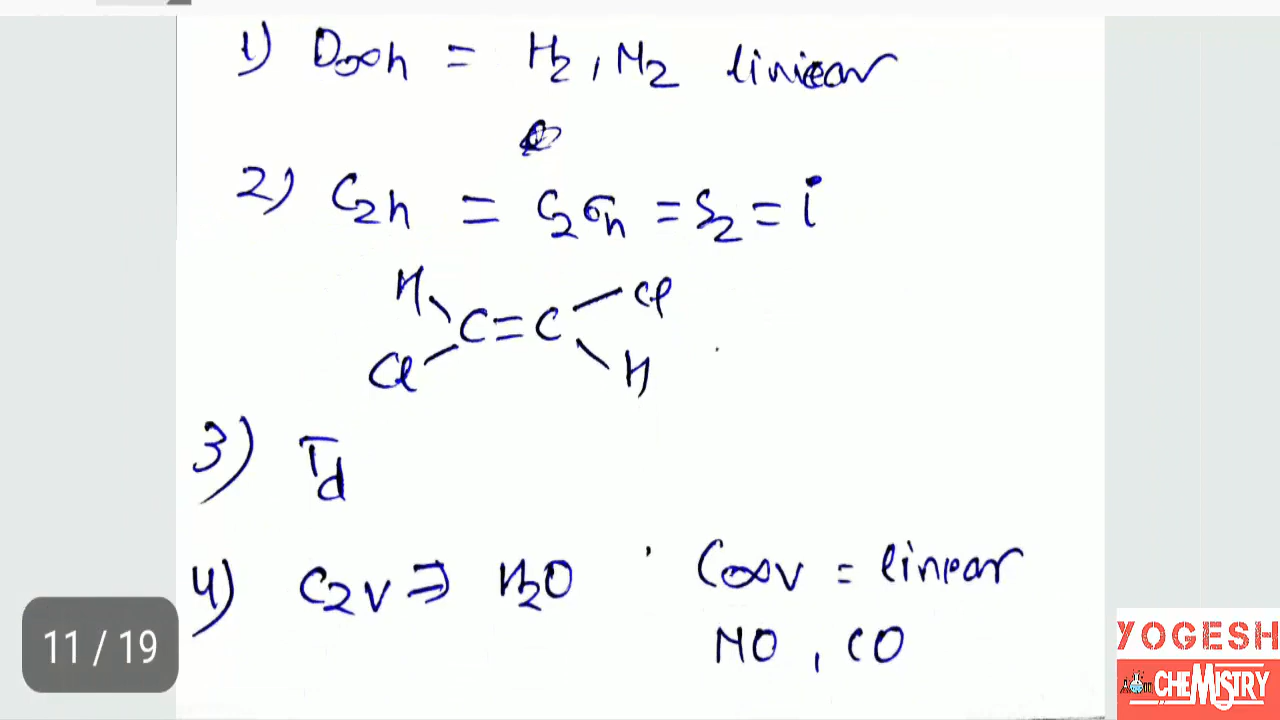 1) D∞h = H2, N2 linear
2) C2h = C2σh = S2 = i
H Cl
C=C
Cl H
3) Td
4) C2v ⇒ H2O C∞v = linear
NO, CO
11 / 19
YOGESH
CHEMISTRY